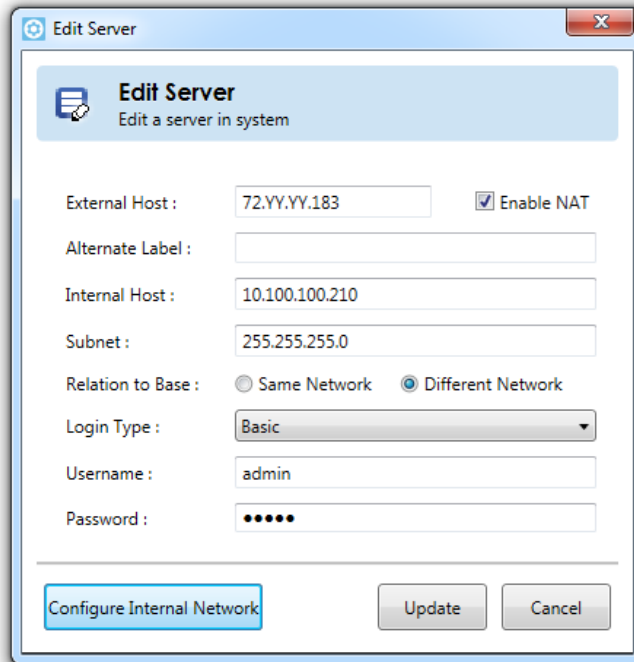 Edit Server
Edit Server
Edit a server in system
External Host : 72.YY.YY.183 Enable NAT
Alternate Label :
Internal Host : 10.100.100.210
Subnet : 255.255.255.0
Relation to Base : Same Network Different Network
Login Type : Basic
Username : admin
Password : •••••
Configure Internal Network Update Cancel